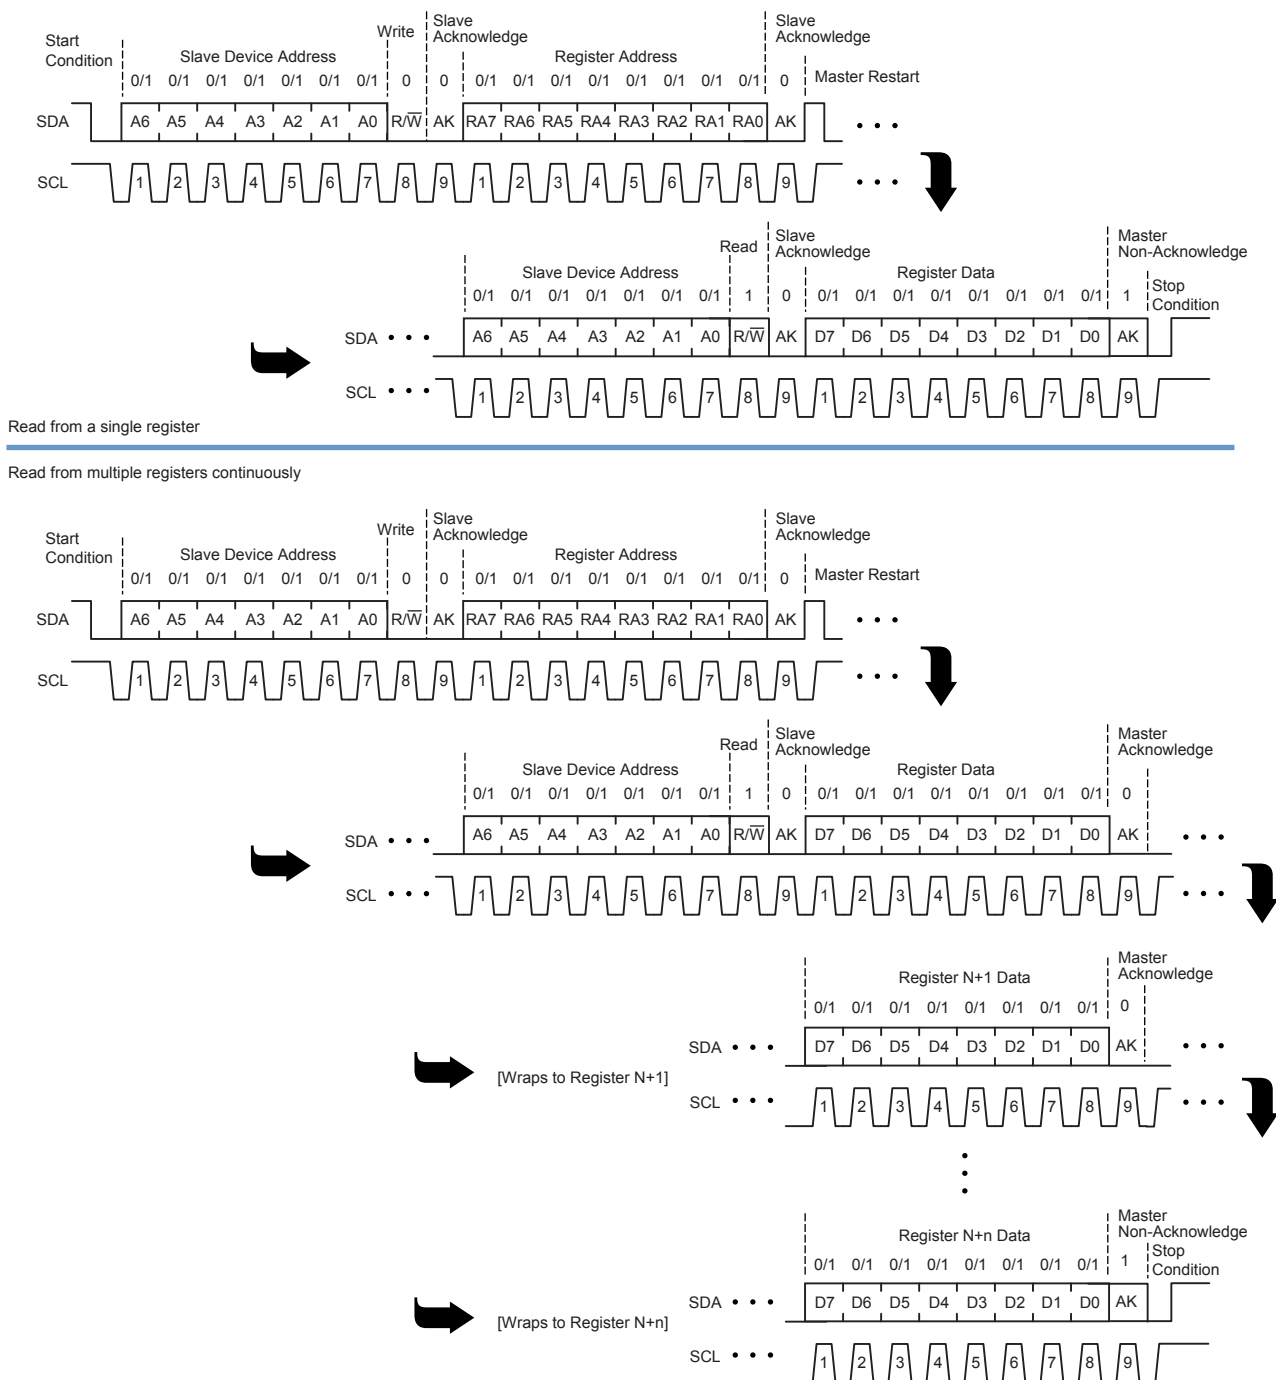 Start Condition
Slave Device Address
Write
Slave Acknowledge
Register Address
Slave Acknowledge
Master Restart
0/1 0/1 0/1 0/1 0/1 0/1 0/1 0 0 0/1 0/1 0/1 0/1 0/1 0/1 0/1 0/1 0
SDA A6 A5 A4 A3 A2 A1 A0 R/W̅ AK RA7 RA6 RA5 RA4 RA3 RA2 RA1 RA0 AK • • •
SCL 1 2 3 4 5 6 7 8 9 1 2 3 4 5 6 7 8 9 • • •
Slave Device Address
Read
Slave Acknowledge
Register Data
Master Non-Acknowledge
Stop Condition
0/1 0/1 0/1 0/1 0/1 0/1 0/1 1 0 0/1 0/1 0/1 0/1 0/1 0/1 0/1 0/1 1
SDA • • • A6 A5 A4 A3 A2 A1 A0 R/W̅ AK D7 D6 D5 D4 D3 D2 D1 D0 AK
SCL • • • 1 2 3 4 5 6 7 8 9 1 2 3 4 5 6 7 8 9
Read from a single register
Read from multiple registers continuously
Start Condition
Slave Device Address
Write
Slave Acknowledge
Register Address
Slave Acknowledge
Master Restart
0/1 0/1 0/1 0/1 0/1 0/1 0/1 0 0 0/1 0/1 0/1 0/1 0/1 0/1 0/1 0/1 0
SDA A6 A5 A4 A3 A2 A1 A0 R/W̅ AK RA7 RA6 RA5 RA4 RA3 RA2 RA1 RA0 AK • • •
SCL 1 2 3 4 5 6 7 8 9 1 2 3 4 5 6 7 8 9 • • •
Slave Device Address
Read
Slave Acknowledge
Register Data
Master Acknowledge
0/1 0/1 0/1 0/1 0/1 0/1 0/1 1 0 0/1 0/1 0/1 0/1 0/1 0/1 0/1 0/1 0
SDA • • • A6 A5 A4 A3 A2 A1 A0 R/W̅ AK D7 D6 D5 D4 D3 D2 D1 D0 AK • • •
SCL • • • 1 2 3 4 5 6 7 8 9 1 2 3 4 5 6 7 8 9 • • •
Register N+1 Data
Master Acknowledge
0/1 0/1 0/1 0/1 0/1 0/1 0/1 0/1 0
SDA • • • D7 D6 D5 D4 D3 D2 D1 D0 AK • • •
[Wraps to Register N+1]
SCL • • • 1 2 3 4 5 6 7 8 9 • • •
Register N+n Data
Master Non-Acknowledge
Stop Condition
0/1 0/1 0/1 0/1 0/1 0/1 0/1 0/1 1
SDA • • • D7 D6 D5 D4 D3 D2 D1 D0 AK
[Wraps to Register N+n]
SCL • • • 1 2 3 4 5 6 7 8 9